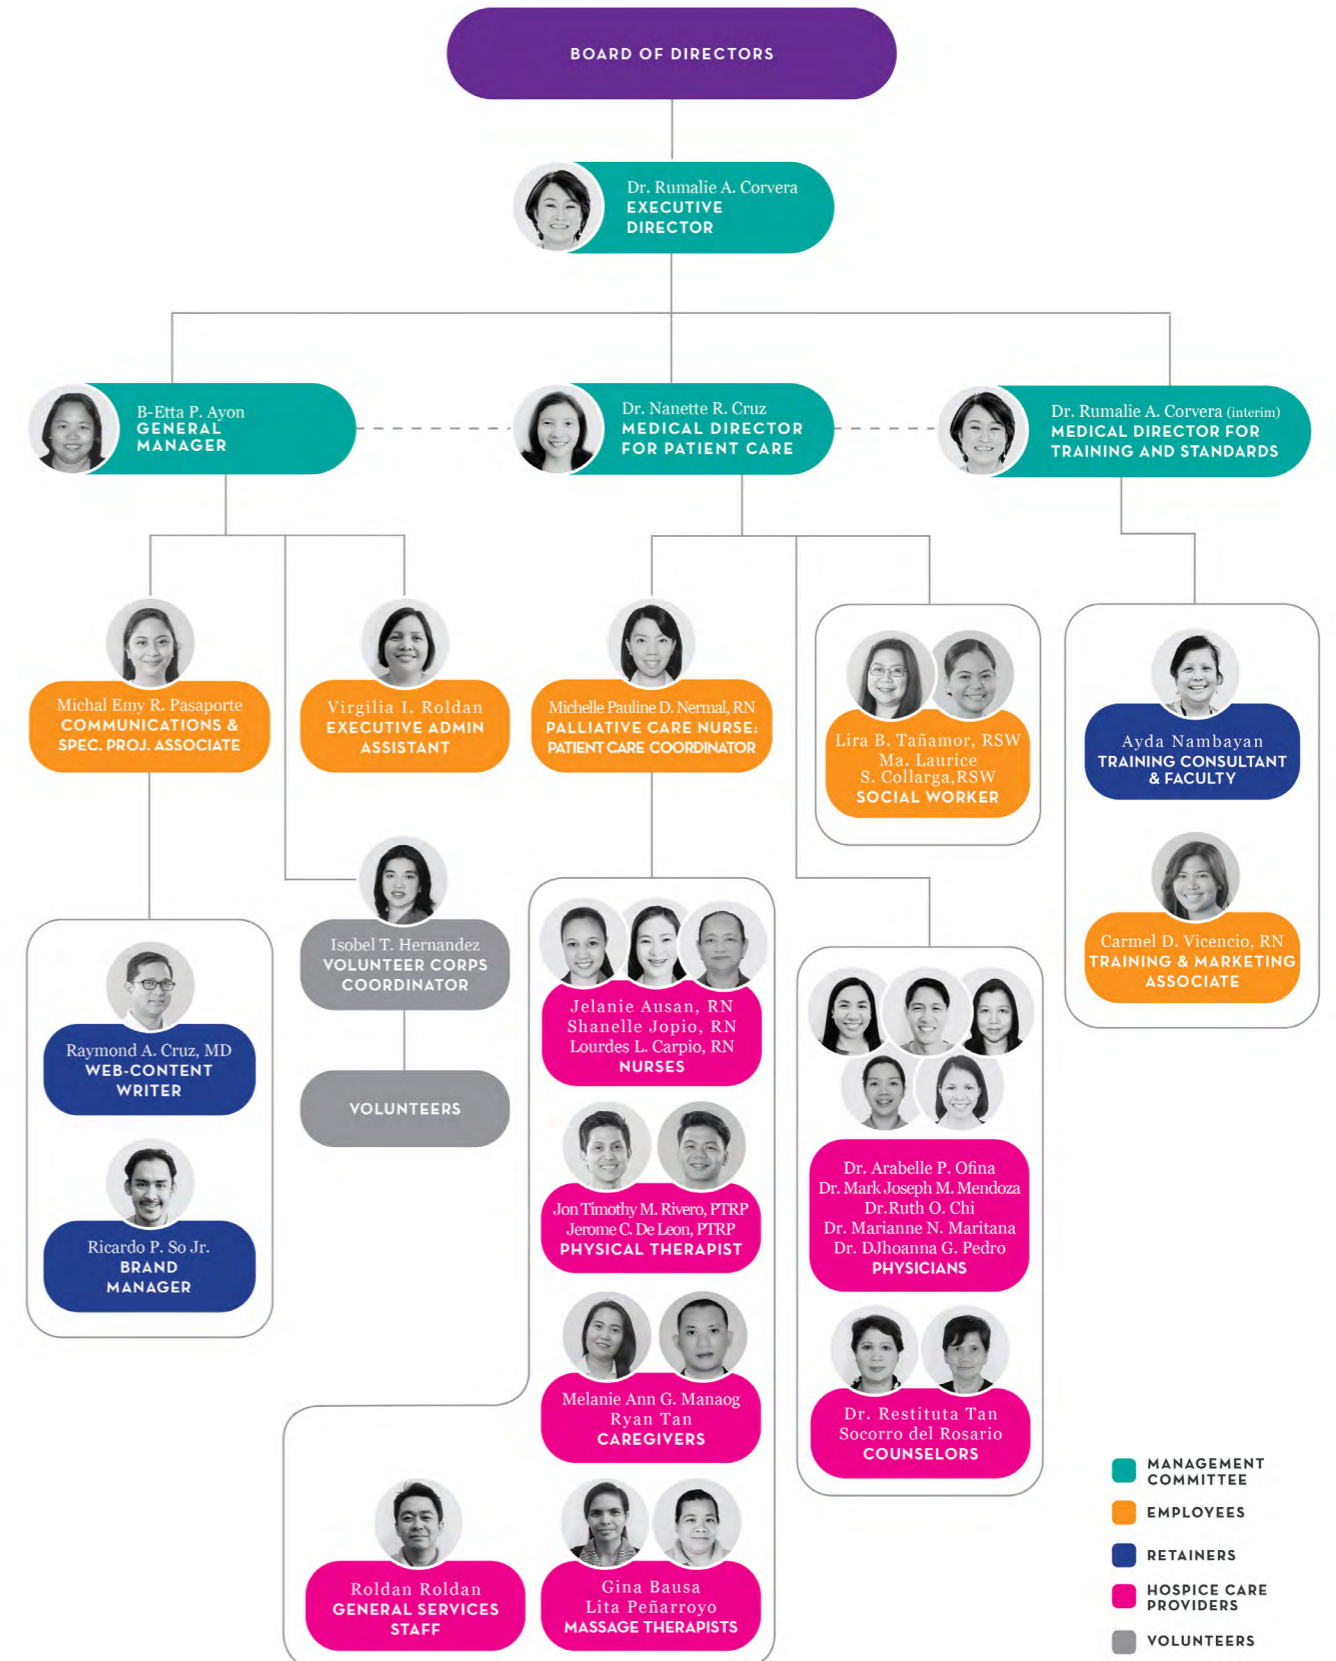 BOARD OF DIRECTORS
Dr. Rumalie A. Corvera
EXECUTIVE
DIRECTOR
B-Etta P. Ayon
GENERAL
MANAGER
Dr. Nanette R. Cruz
MEDICAL DIRECTOR
FOR PATIENT CARE
Dr. Rumalie A. Corvera (interim)
MEDICAL DIRECTOR FOR
TRAINING AND STANDARDS
Michal Emy R. Pasaporte
COMMUNICATIONS &
SPEC. PROJ. ASSOCIATE
Virgilia I. Roldan
EXECUTIVE ADMIN
ASSISTANT
Michelle Pauline D. Nermal, RN
PALLIATIVE CARE NURSE:
PATIENT CARE COORDINATOR
Lira B. Tañamor, RSW
Ma. Laurice
S. Collarga,RSW
SOCIAL WORKER
Ayda Nambayan
TRAINING CONSULTANT
& FACULTY
Carmel D. Vicencio, RN
TRAINING & MARKETING
ASSOCIATE
Isobel T. Hernandez
VOLUNTEER CORPS
COORDINATOR
VOLUNTEERS
Raymond A. Cruz, MD
WEB-CONTENT
WRITER
Ricardo P. So Jr.
BRAND
MANAGER
Jelanie Ausan, RN
Shanelle Jopio, RN
Lourdes L. Carpio, RN
NURSES
Jon Timothy M. Rivero, PTRP
Jerome C. De Leon, PTRP
PHYSICAL THERAPIST
Melanie Ann G. Manaog
Ryan Tan
CAREGIVERS
Roldan Roldan
GENERAL SERVICES
STAFF
Gina Bausa
Lita Peñarroyo
MASSAGE THERAPISTS
Dr. Arabelle P. Ofina
Dr. Mark Joseph M. Mendoza
Dr.Ruth O. Chi
Dr. Marianne N. Maritana
Dr. DJhoanna G. Pedro
PHYSICIANS
Dr. Restituta Tan
Socorro del Rosario
COUNSELORS
MANAGEMENT
COMMITTEE
EMPLOYEES
RETAINERS
HOSPICE CARE
PROVIDERS
VOLUNTEERS